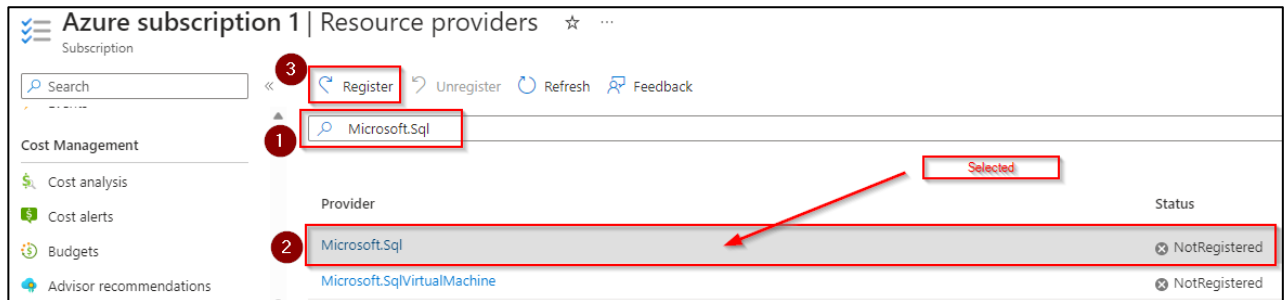 Azure subscription 1 | Resource providers
Subscription
Search
«
3
Register
Unregister
Refresh
Feedback
1
Microsoft.Sql
Cost Management
Selected
Cost analysis
Cost alerts
Provider
Status
2
Microsoft.Sql
NotRegistered
Budgets
Microsoft.SqlVirtualMachine
NotRegistered
Advisor recommendations